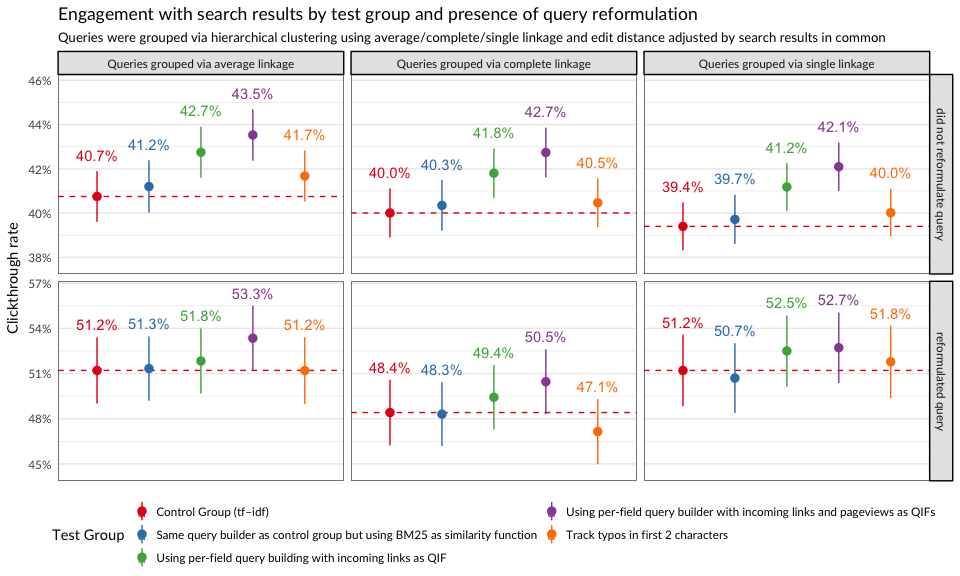 Engagement with search results by test group and presence of query reformulation
Queries were grouped via hierarchical clustering using average/complete/single linkage and edit distance adjusted by search results in common
Queries grouped via average linkage
Queries grouped via complete linkage
Queries grouped via single linkage
Clickthrough rate
46%
44%
42%
40%
38%
40.7%
41.2%
42.7%
43.5%
41.7%
40.0%
40.3%
41.8%
42.7%
40.5%
39.4%
39.7%
41.2%
42.1%
40.0%
did not reformulate query
57%
54%
51%
48%
45%
51.2%
51.3%
51.8%
53.3%
51.2%
48.4%
48.3%
49.4%
50.5%
47.1%
51.2%
50.7%
52.5%
52.7%
51.8%
reformulated query
Test Group
Control Group (tf–idf)
Same query builder as control group but using BM25 as similarity function
Using per-field query building with incoming links as QIF
Using per-field query builder with incoming links and pageviews as QIFs
Track typos in first 2 characters